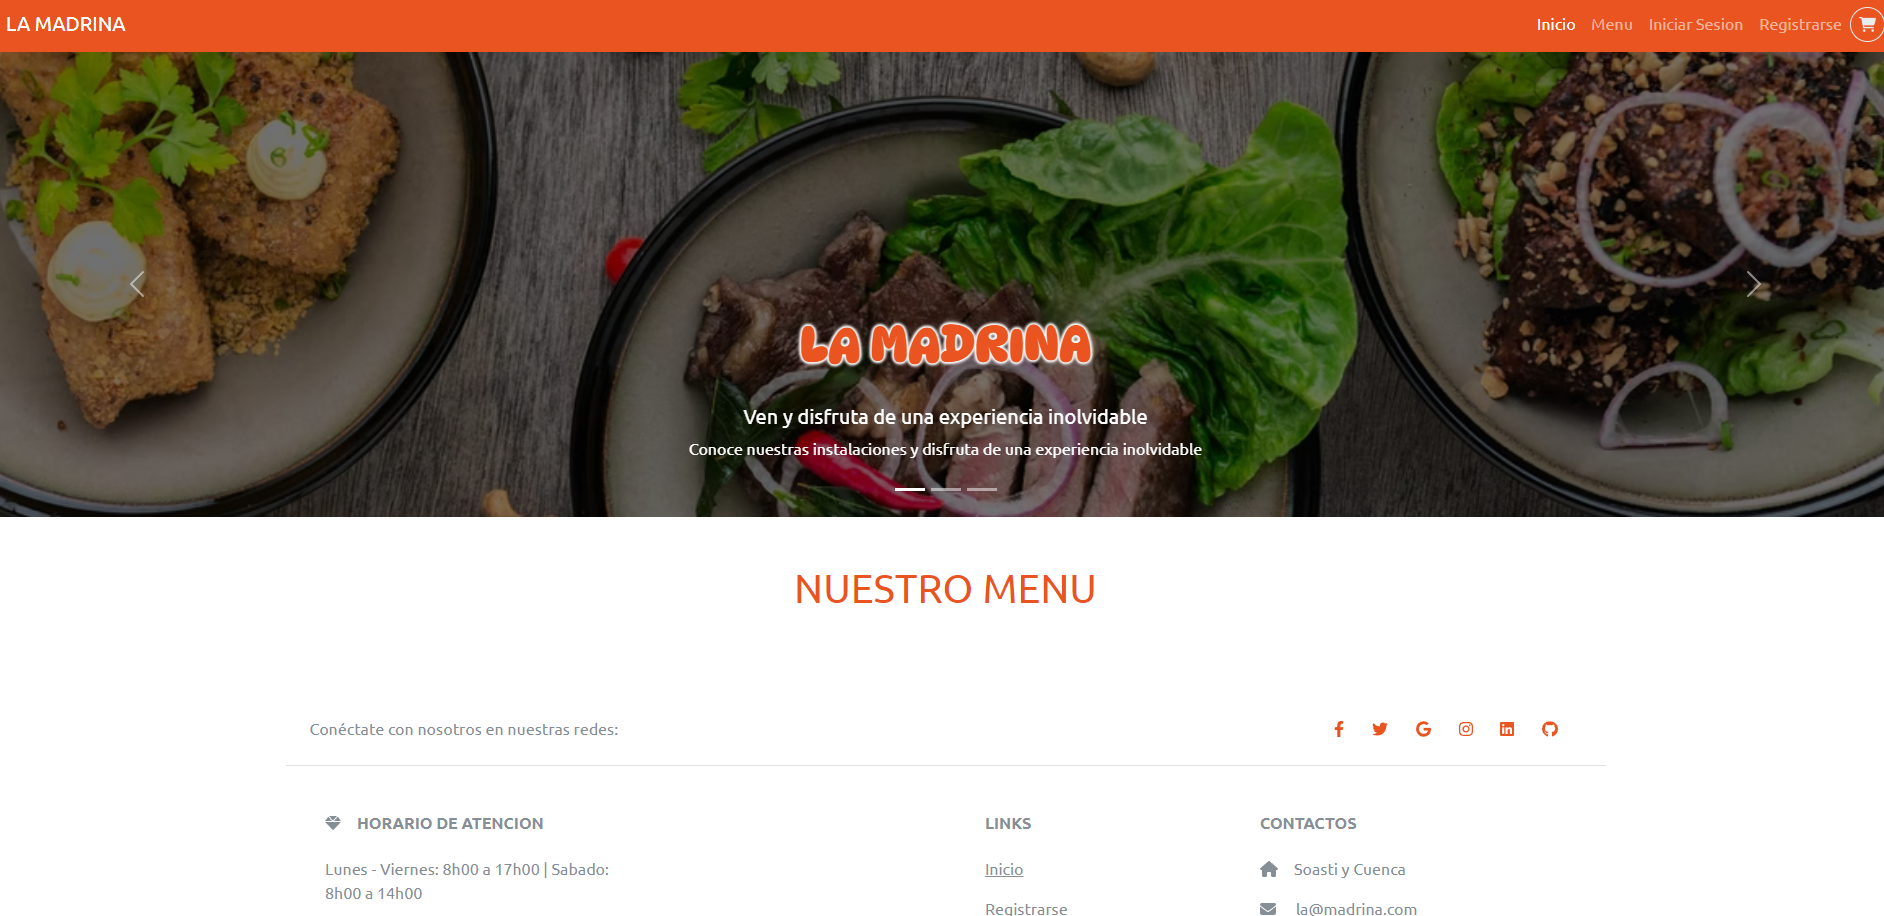 LA MADRINA
Inicio Menu Iniciar Sesion Registrarse
LA MADRINA
Ven y disfruta de una experiencia inolvidable
Conoce nuestras instalaciones y disfruta de una experiencia inolvidable
NUESTRO MENU
Conéctate con nosotros en nuestras redes:
HORARIO DE ATENCION
Lunes - Viernes: 8h00 a 17h00 | Sabado:
8h00 a 14h00
LINKS
Inicio
Registrarse
CONTACTOS
Soasti y Cuenca
la@madrina.com